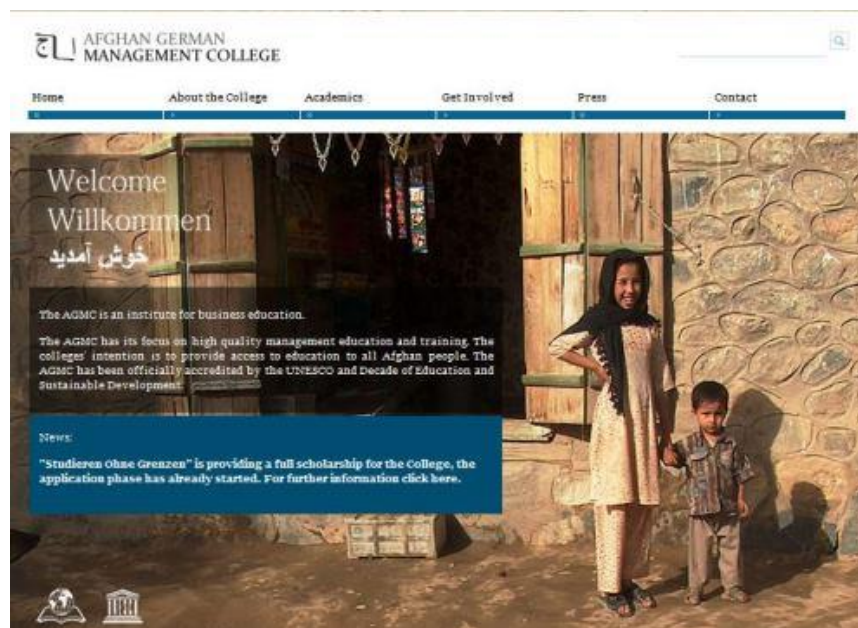 AFGHAN GERMAN
MANAGEMENT COLLEGE
Home
About the College
Academics
Get Involved
Press
Contact
Welcome
Willkommen
خوش آمدید
The AGMC is an institute for business education.
The AGMC has its focus on high quality management education and training. The
colleges' intention is to provide access to education to all Afghan people. The
AGMC has been officially accredited by the UNESCO and Decade of Education and
Sustainable Development.
News:
"Studieren Ohne Grenzen" is providing a full scholarship for the College, the
application phase has already started. For further information click here.